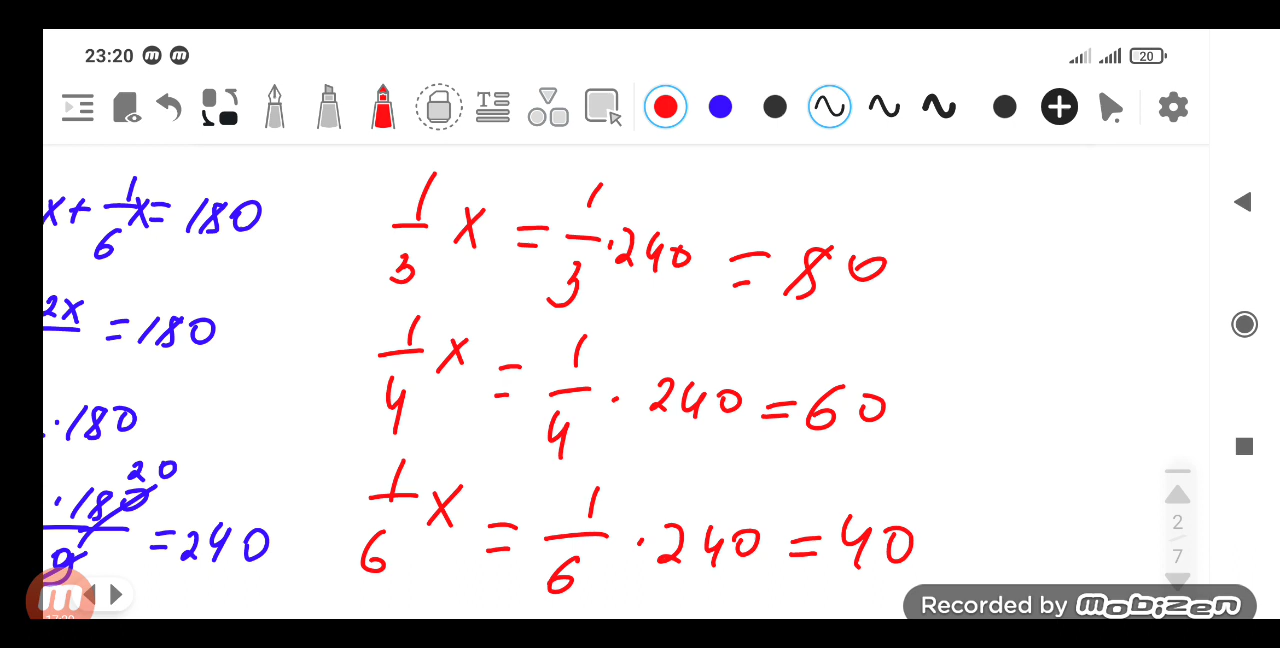 23:20
20
x + 1/6 x = 180
2x = 180
. · 180
· 180 20
9 = 240
1/3 x = 1/3 · 240 = 80
1/4 x = 1/4 · 240 = 60
1/6 x = 1/6 · 240 = 40
2
7
Recorded by mobizen